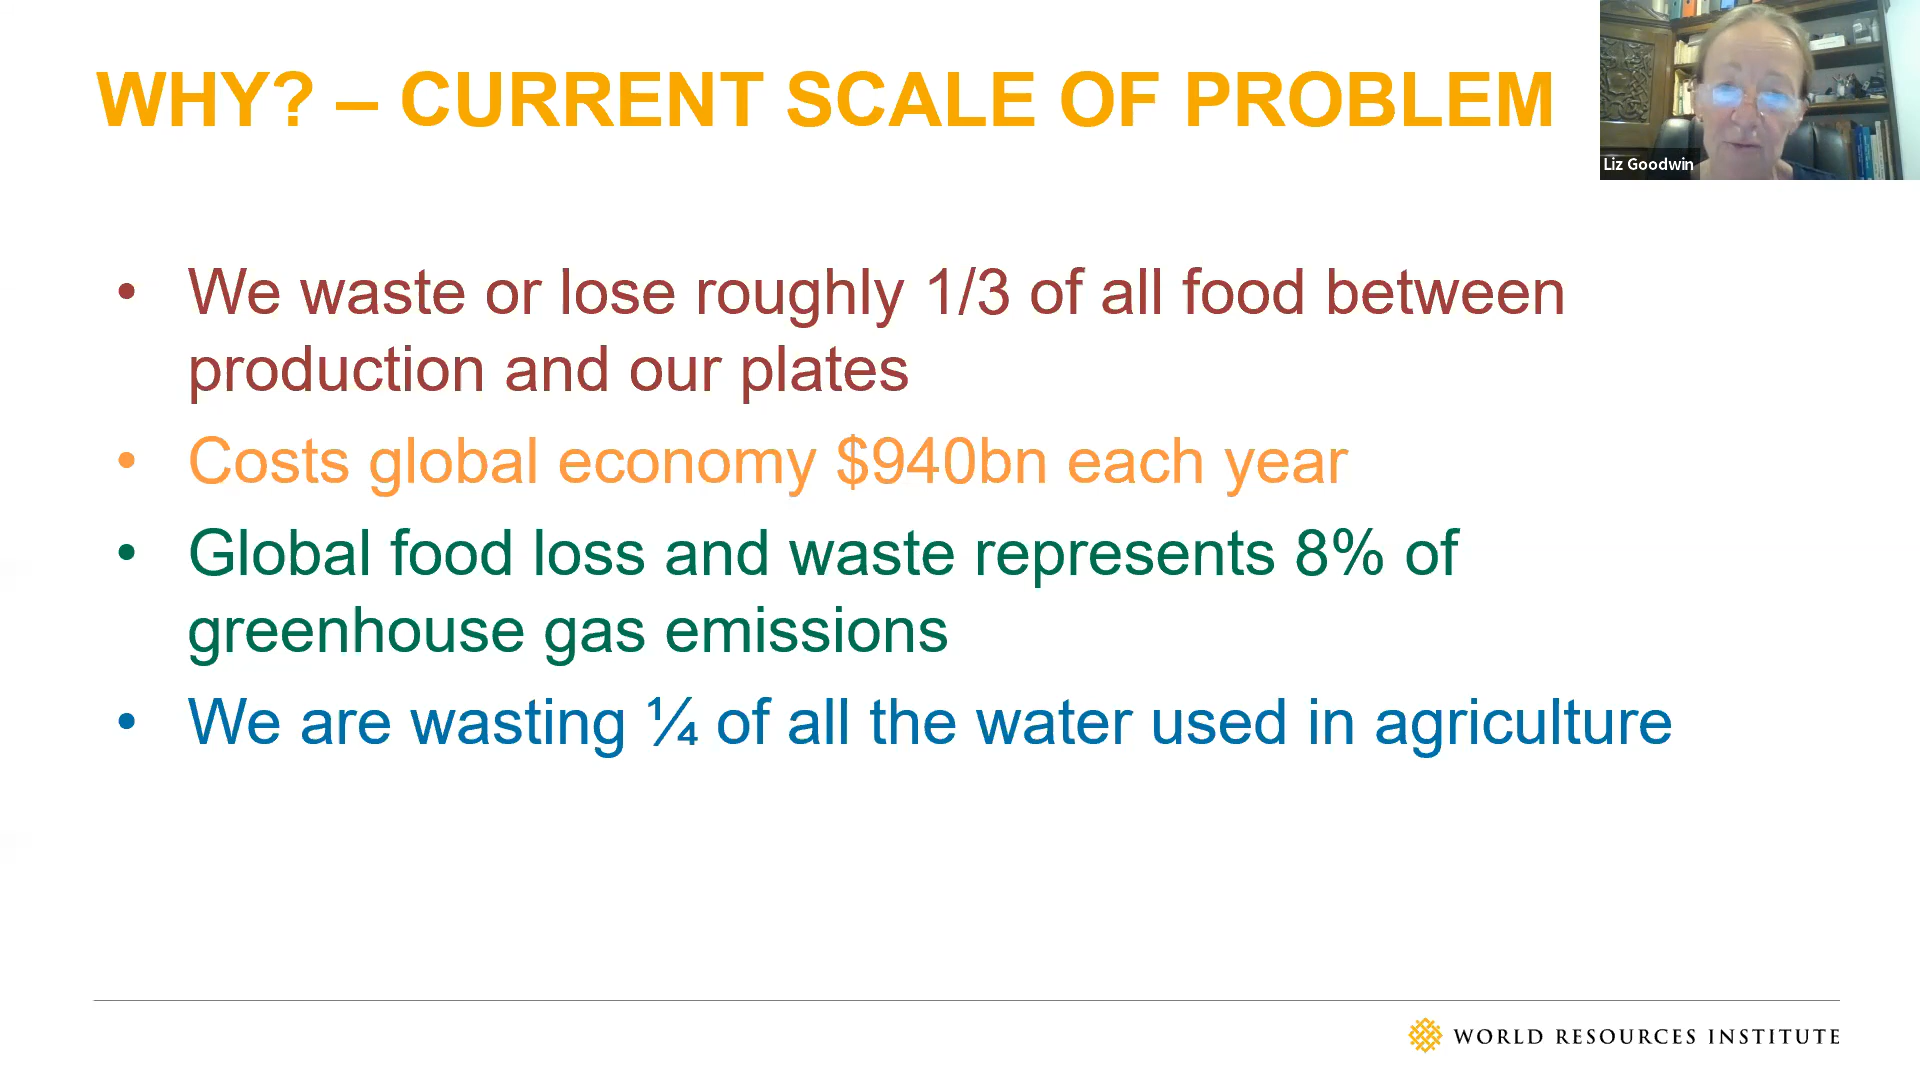 WHY? – CURRENT SCALE OF PROBLEM
Liz Goodwin
• We waste or lose roughly 1/3 of all food between
production and our plates
• Costs global economy $940bn each year
• Global food loss and waste represents 8% of
greenhouse gas emissions
• We are wasting ¼ of all the water used in agriculture
WORLD RESOURCES INSTITUTE